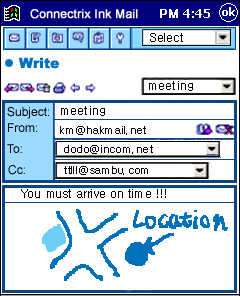 Connectrix Ink Mail PM 4:45 ok
Select
Write
meeting
Subject: meeting
From: km@hakmail, net
To: dodo@incom, net
Cc: ttlll@sambu, com
You must arrive on time !!!
Location